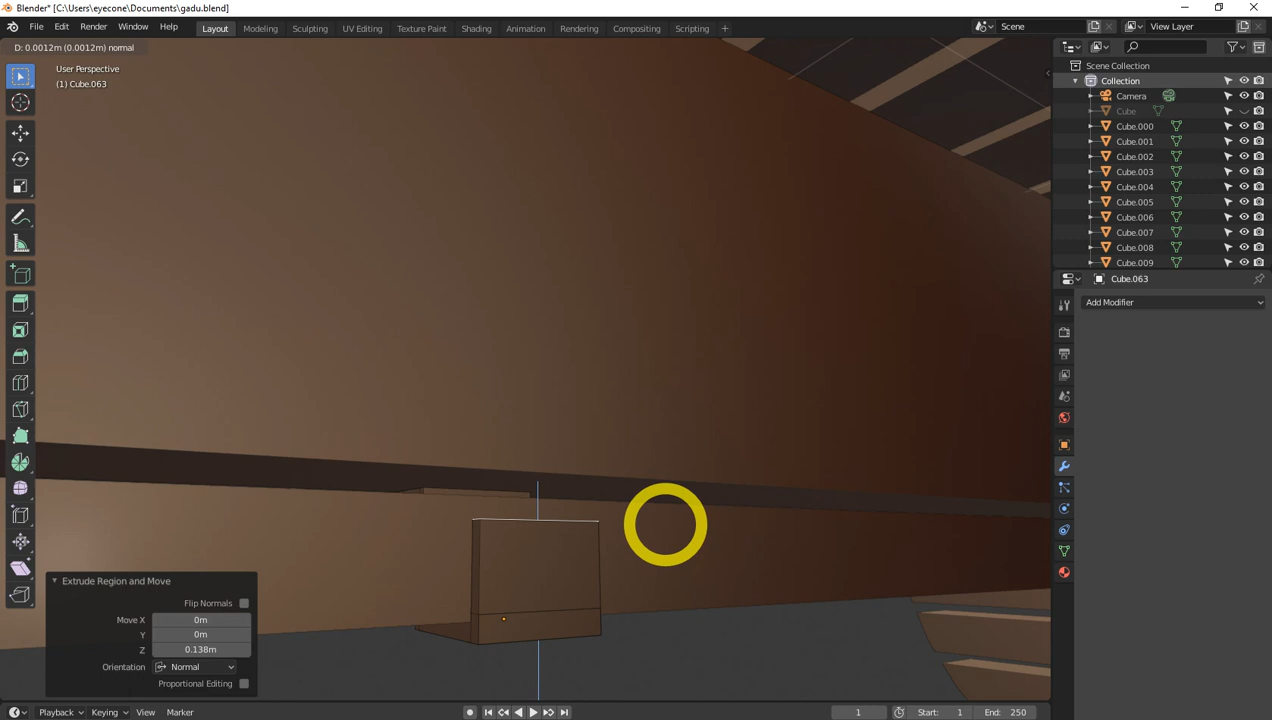 Blender* [C:\Users\eyecone\Documents\gadu.blend]
File Edit Render Window Help Layout Modeling Sculpting UV Editing Texture Paint Shading Animation Rendering Compositing Scripting + Scene View Layer
D: 0.0012m (0.0012m) normal
User Perspective
(1) Cube.063
Scene Collection
Collection
Camera
Cube
Cube.000
Cube.001
Cube.002
Cube.003
Cube.004
Cube.005
Cube.006
Cube.007
Cube.008
Cube.009
Cube.063
Add Modifier
Extrude Region and Move
Flip Normals
Move X 0m
Y 0m
Z 0.138m
Orientation Normal
Proportional Editing
Playback Keying View Marker 1 Start: 1 End: 250